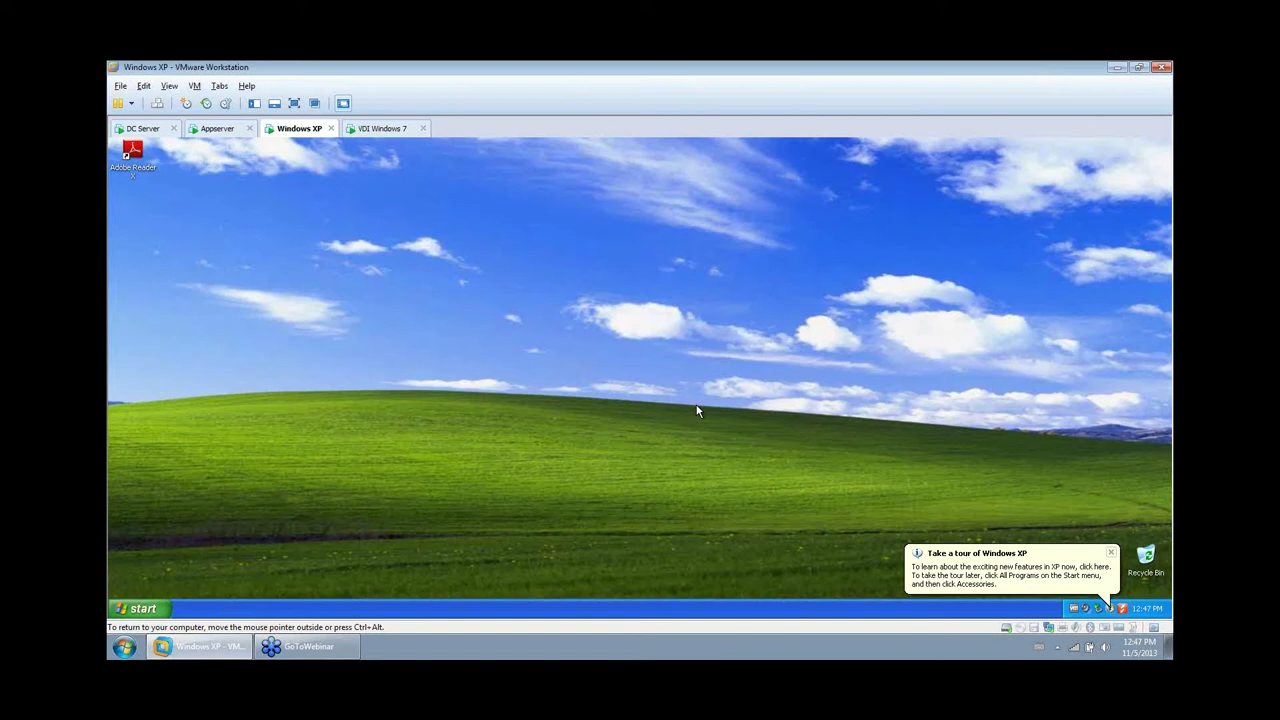 Windows XP - VMware Workstation
File Edit View VM Tabs Help
DC Server Appserver Windows XP VDI Windows 7
Adobe Reader
X
Take a tour of Windows XP
To learn about the exciting new features in XP now, click here.
To take the tour later, click All Programs on the Start menu,
and then click Accessories.
Recycle Bin
start 12:47 PM
To return to your computer, move the mouse pointer outside or press Ctrl+Alt.
Windows XP - VM... GoToWebinar 12:47 PM
11/5/2013